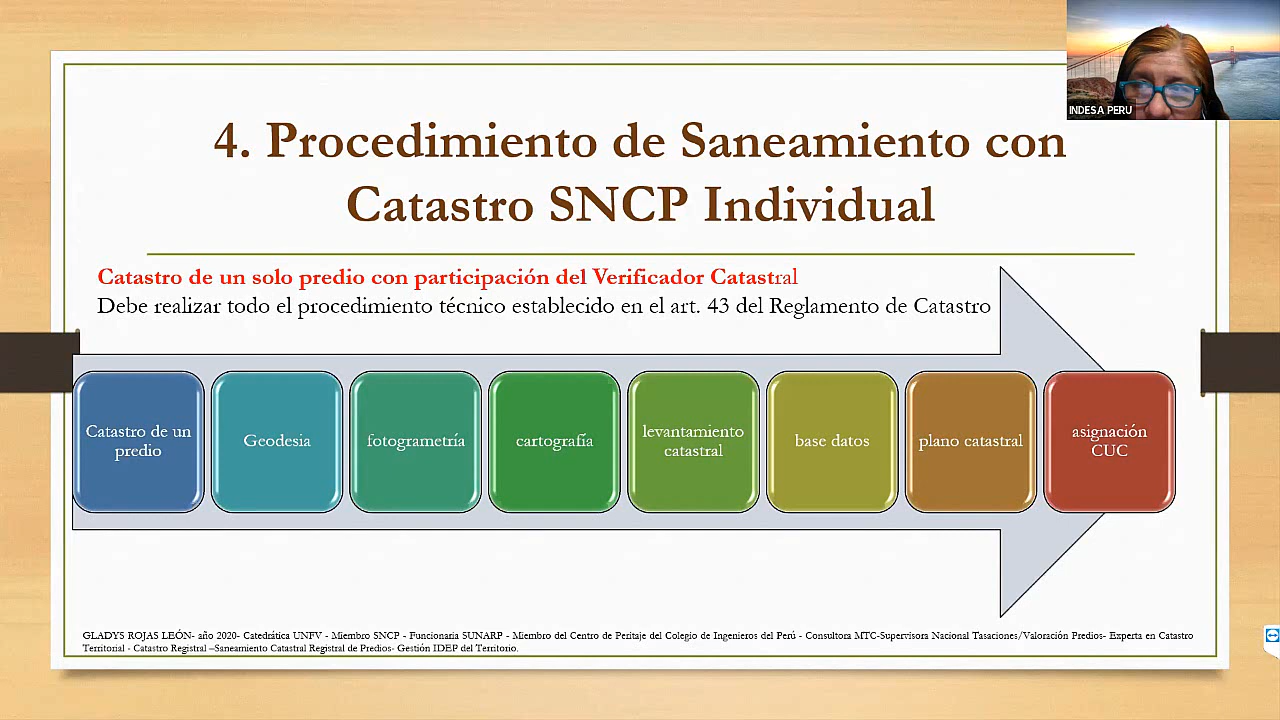 INDESA PERU
4. Procedimiento de Saneamiento con
Catastro SNCP Individual
Catastro de un solo predio con participación del Verificador Catastral
Debe realizar todo el procedimiento técnico establecido en el art. 43 del Reglamento de Catastro
Catastro de un
predio
Geodesia
fotogrametría
cartografía
levantamiento
catastral
base datos
plano catastral
asignación
CUC
GLADYS ROJAS LEÓN- año 2020- Catedrática UNFV - Miembro SNCP - Funcionaria SUNARP - Miembro del Centro de Peritaje del Colegio de Ingenieros del Perú - Consultora MTC-Supervisora Nacional Tasaciones/Valoración Predios- Experta en Catastro
Territorial - Catastro Registral –Saneamiento Catastral Registral de Predios- Gestión IDEP del Territorio.